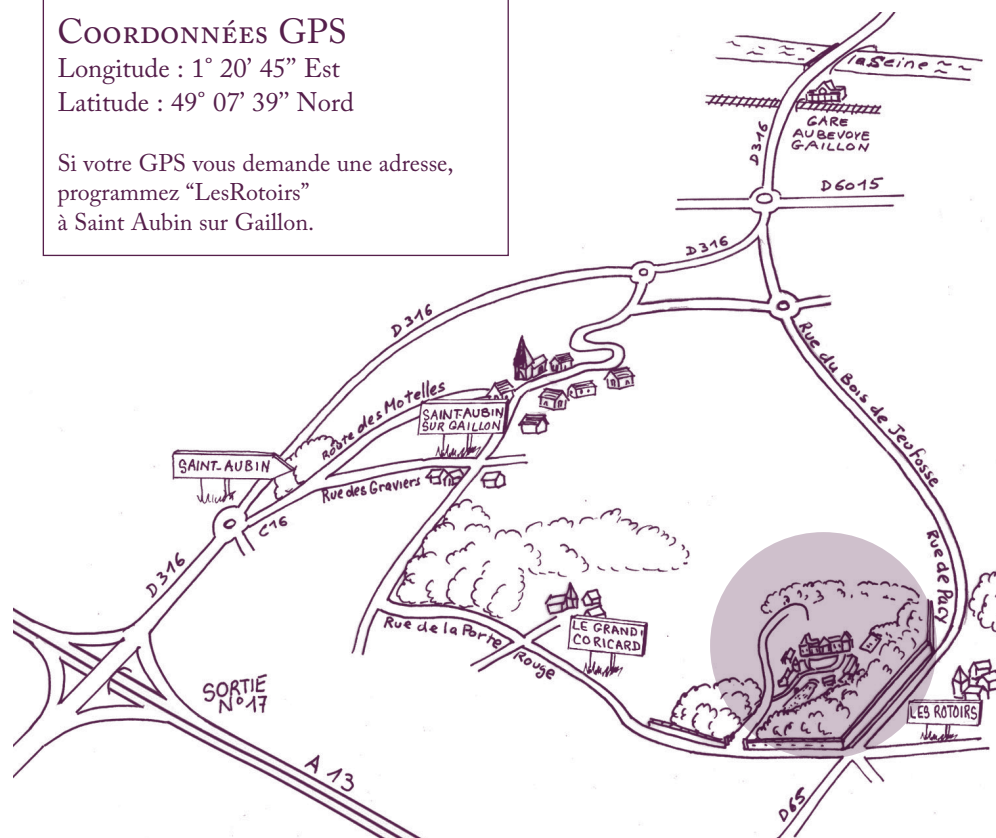 COORDONNÉES GPS
Longitude : 1° 20’ 45” Est
Latitude : 49° 07’ 39” Nord
Si votre GPS vous demande une adresse,
programmez “LesRotoirs”
à Saint Aubin sur Gaillon.
la Seine
GARE
AUBEVOYE
GAILLON
D316
D6015
D316
D316
Rue du Bois de Jeufosse
Route des Motelles
SAINT-AUBIN
SUR GAILLON
SAINT-AUBIN
Rue des Graviers
C16
D316
Rue de Pacy
Rue de la Porte Rouge
LE GRAND
CORICARD
SORTIE
N°17
LES ROTOIRS
A 13
D65